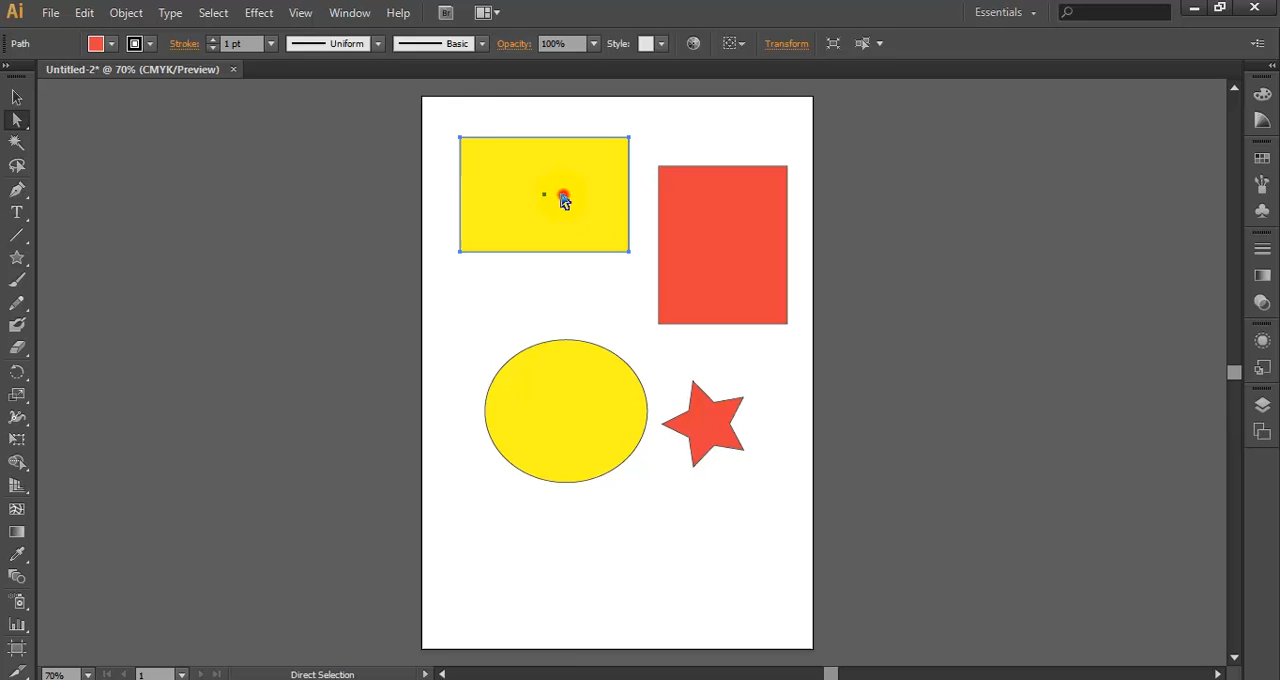 Ai File Edit Object Type Select Effect View Window Help Br Essentials
Path Stroke: 1 pt Uniform Basic Opacity: 100% Style: Transform
Untitled-2* @ 70% (CMYK/Preview) ×
T
70% 1 Direct Selection